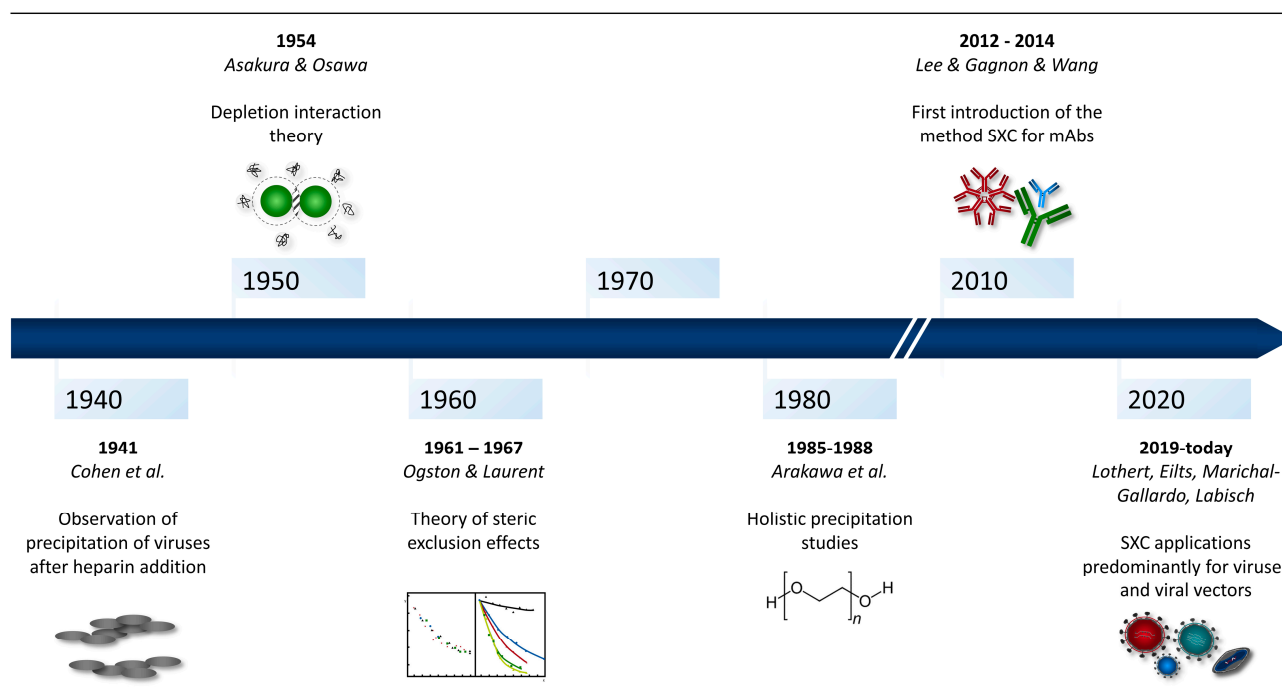 1954
Asakura & Osawa
Depletion interaction
theory
2012 - 2014
Lee & Gagnon & Wang
First introduction of the
method SXC for mAbs
1950
1970
2010
1940
1960
1980
2020
1941
Cohen et al.
Observation of
precipitation of viruses
after heparin addition
1961 – 1967
Ogston & Laurent
Theory of steric
exclusion effects
1985-1988
Arakawa et al.
Holistic precipitation
studies
H
O
n
O
H
2019-today
Lothert, Eilts, Marichal-
Gallardo, Labisch
SXC applications
predominantly for viruse
and viral vectors